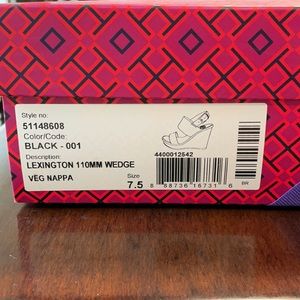 Style no:
51148608
Color/Code:
BLACK - 001
Description: 4400012542
LEXINGTON 110MM WEDGE
VEG NAPPA
Size 7.5 8 88736 16731 6 BR